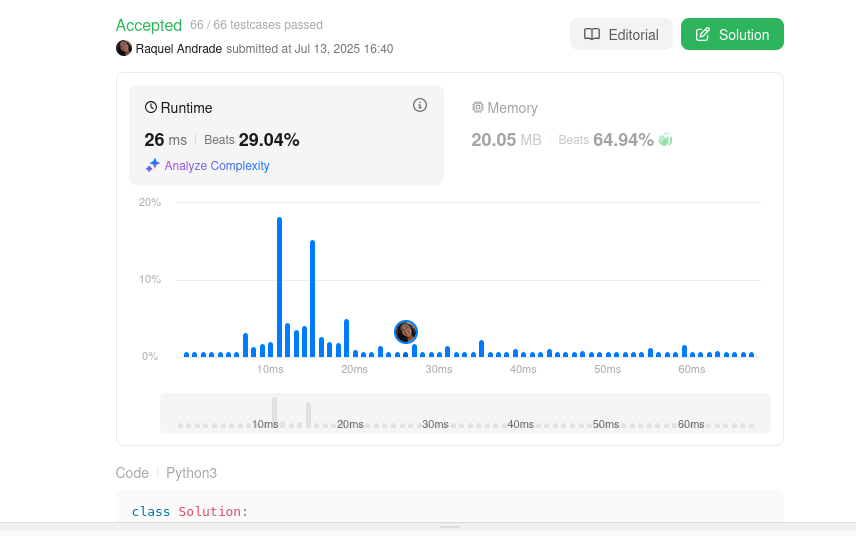 Accepted 66 / 66 testcases passed
Raquel Andrade submitted at Jul 13, 2025 16:40
Editorial
Solution
Runtime
26 ms Beats 29.04%
Analyze Complexity
Memory
20.05 MB Beats 64.94%
20%
10%
0%
10ms 20ms 30ms 40ms 50ms 60ms
10ms 20ms 30ms 40ms 50ms 60ms
Code Python3
class Solution: